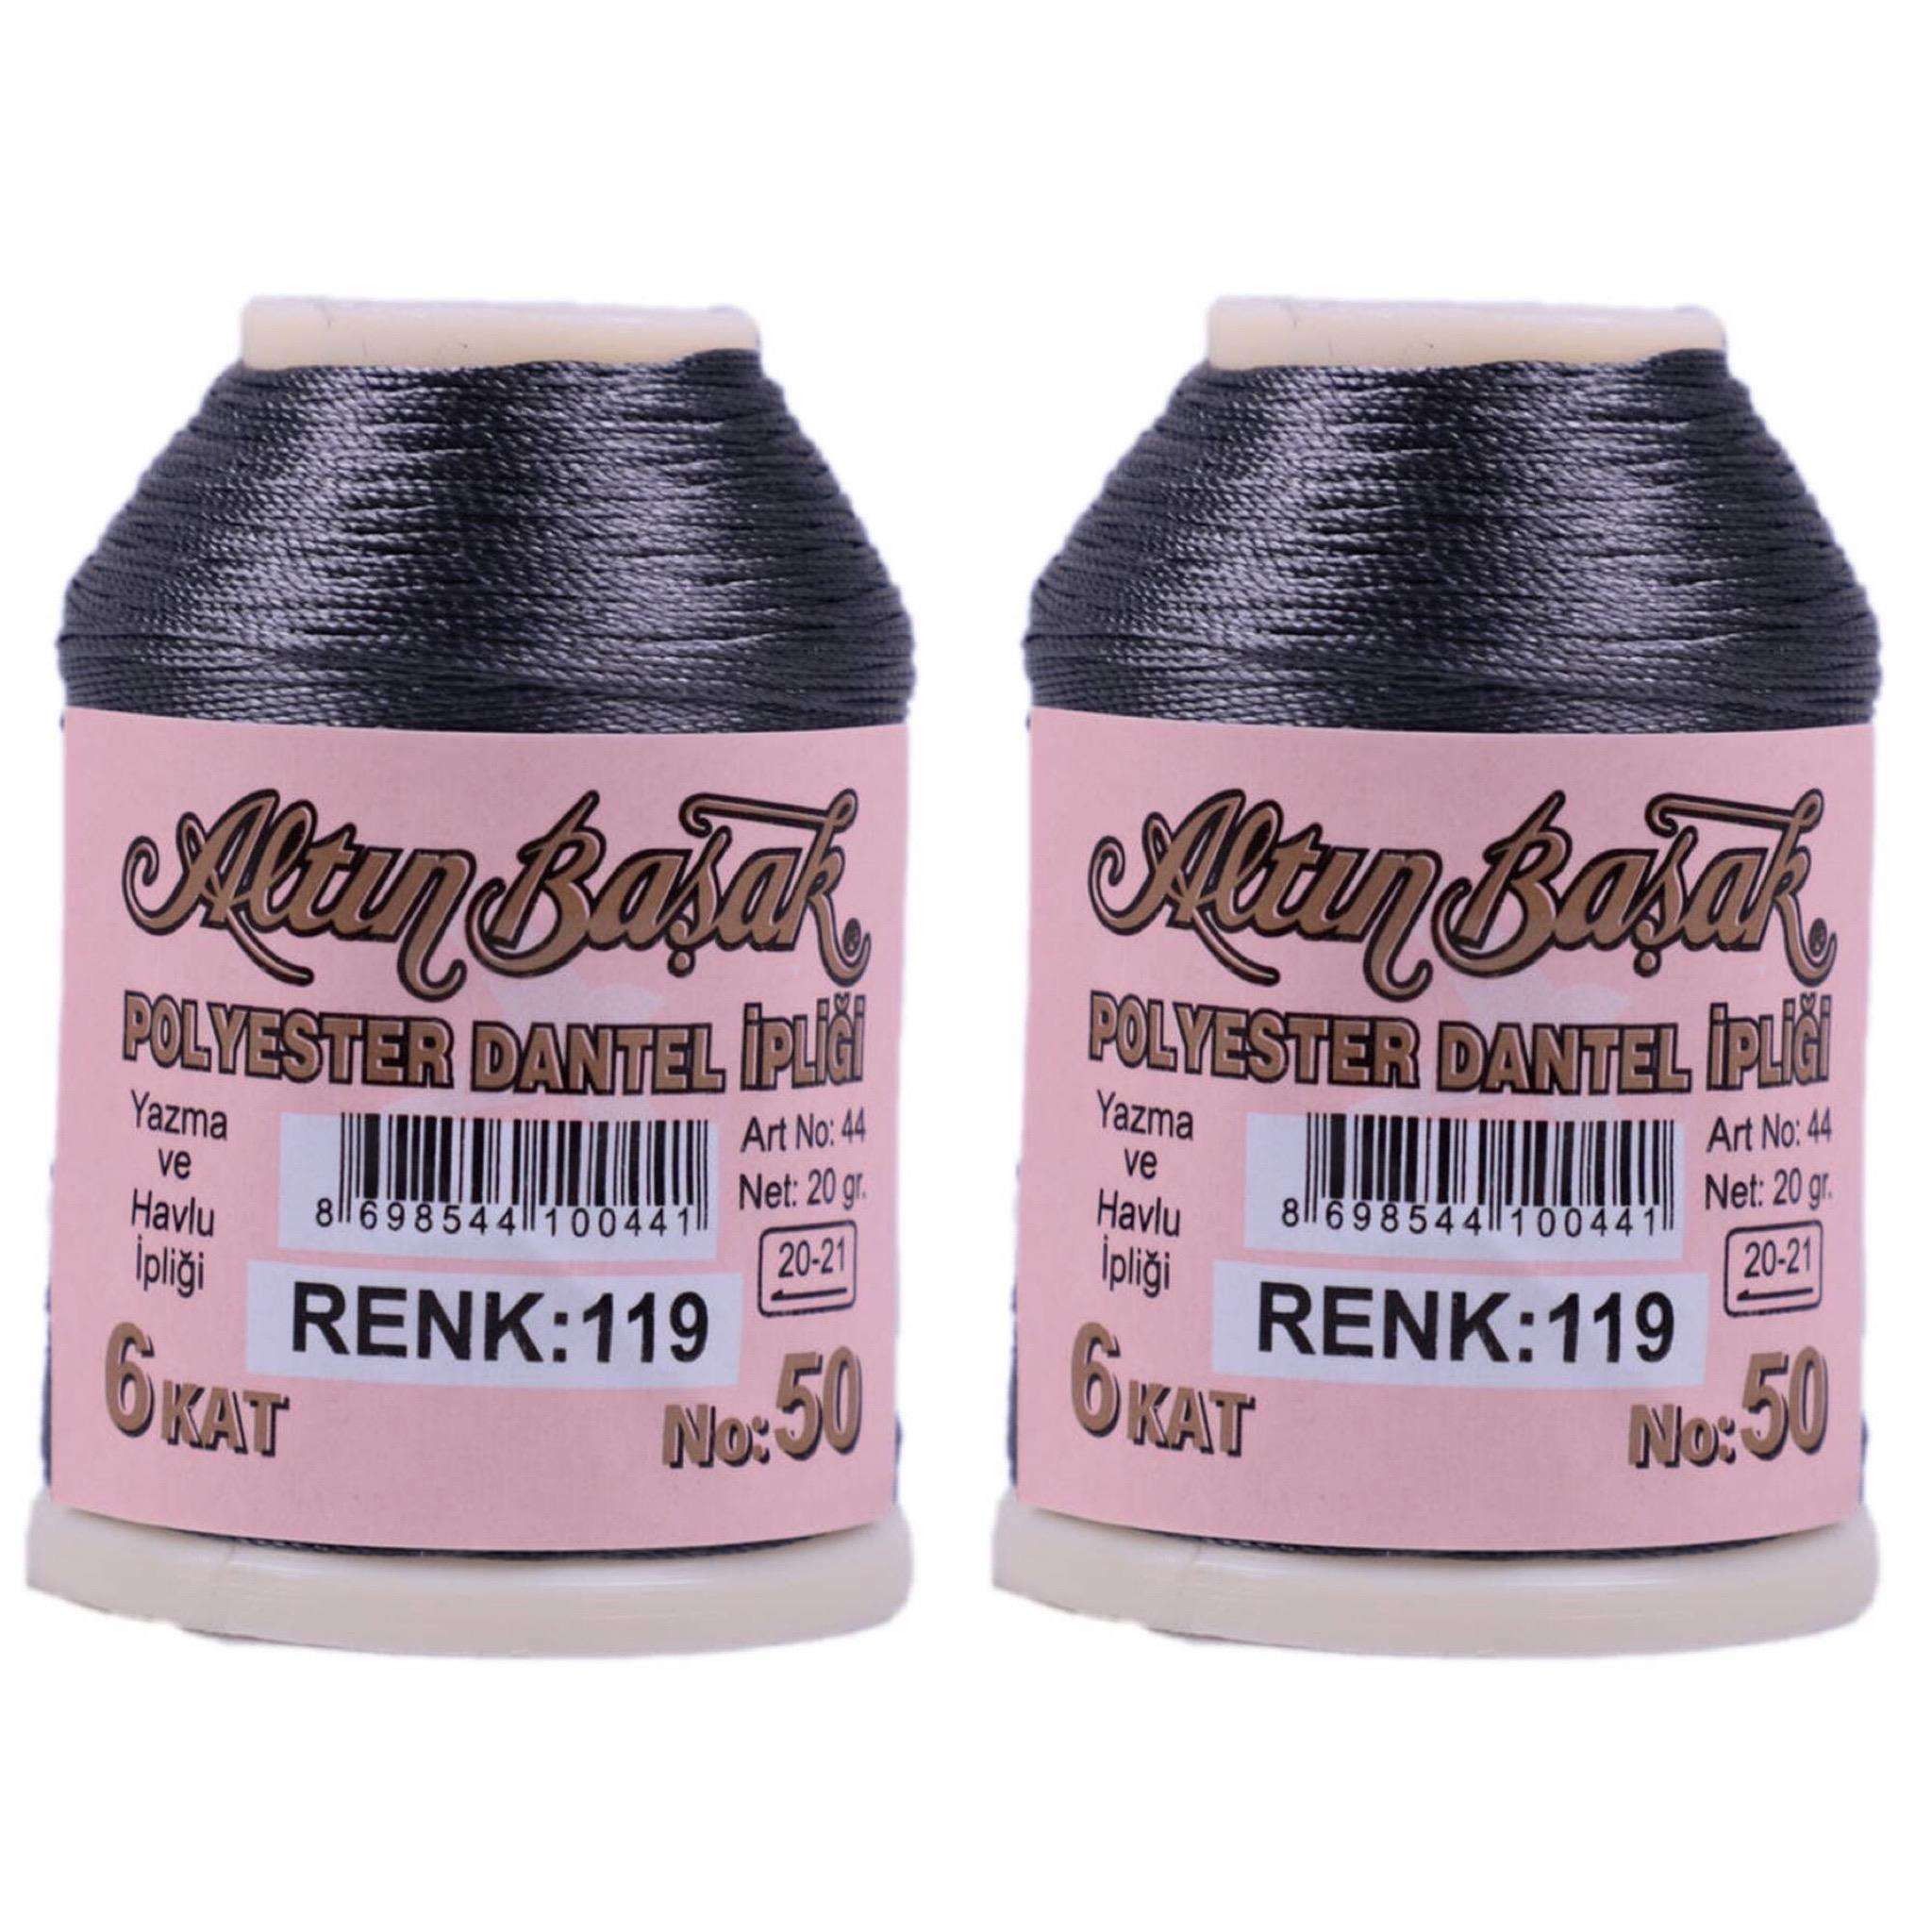 Altın Başak®
POLYESTER DANTEL İPLİĞİ
Yazma
ve
Havlu
İpliği
8 698544 100441
Art No: 44
Net: 20 gr.
20-21
RENK:119
6 KAT
No:50
Altın Başak®
POLYESTER DANTEL İPLİĞİ
Yazma
ve
Havlu
İpliği
8 698544 100441
Art No: 44
Net: 20 gr.
20-21
RENK:119
6 KAT
No:50